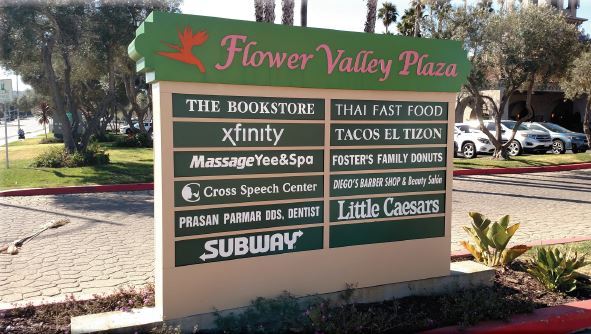 Flower Valley Plaza
THE BOOKSTORE
xfinity
MassageYee&Spa
Cross Speech Center
PRASAN PARMAR DDS, DENTIST
SUBWAY
THAI FAST FOOD
TACOS EL TIZON
FOSTER'S FAMILY DONUTS
DIEGO'S BARBER SHOP & Beauty Salon
Little Caesars